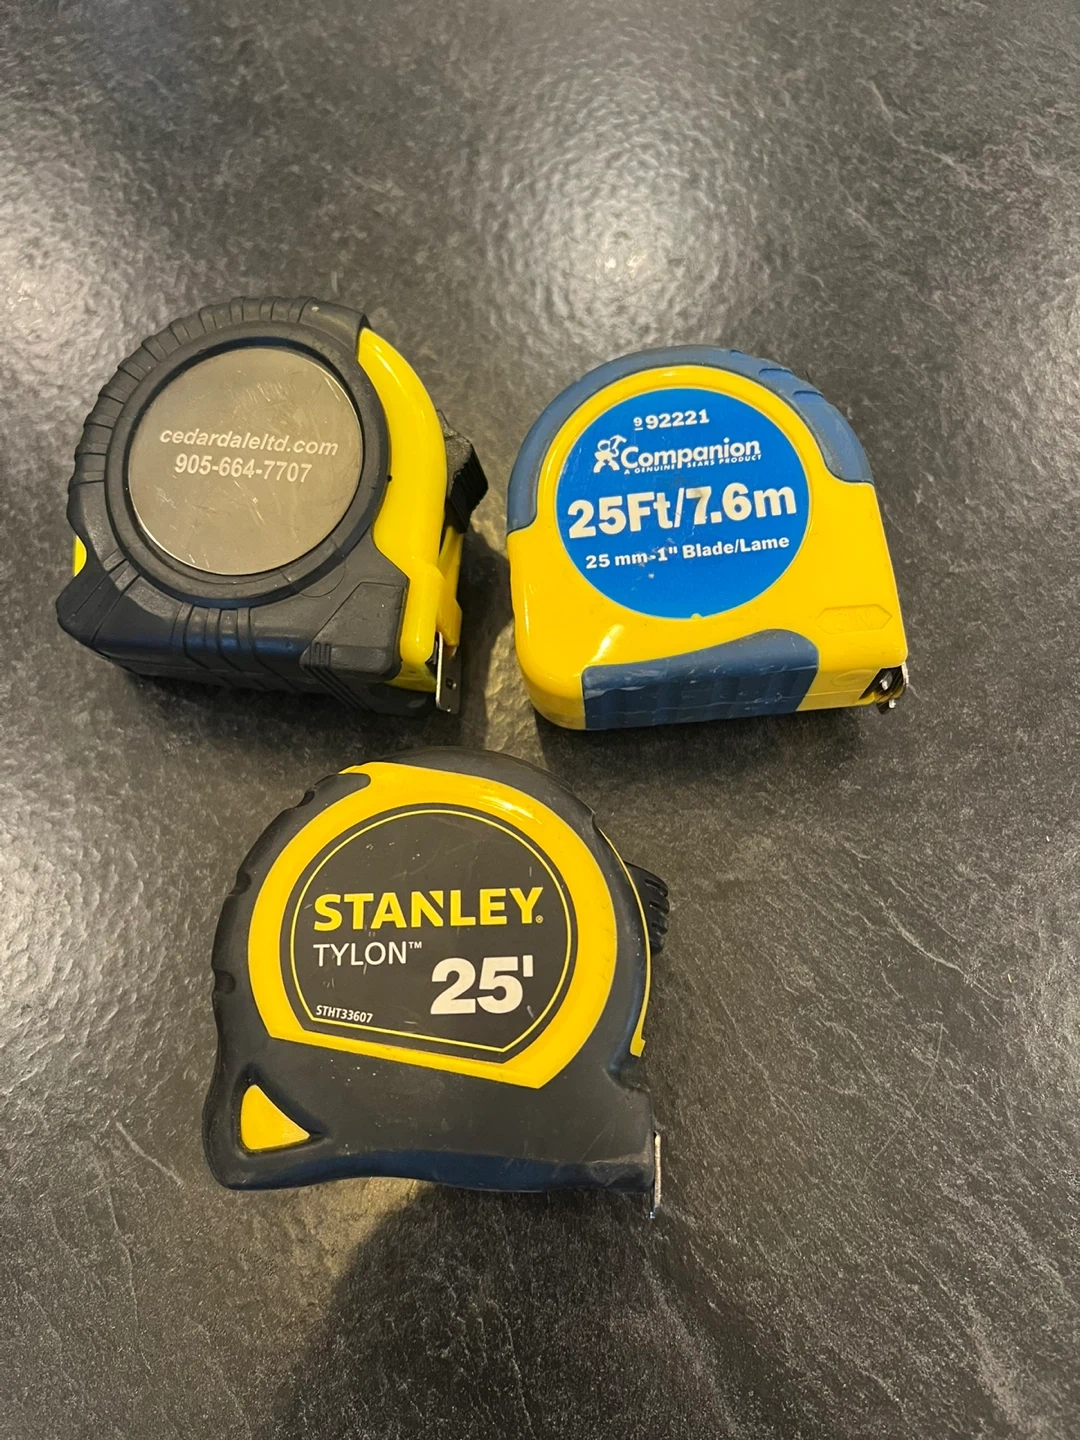 cedardaleltd.com
905-664-7707
9 92221
Companion
A GENUINE SEARS PRODUCT
25Ft/7.6m
25 mm-1" Blade/Lame
STANLEY®
TYLON™
25'
STHT33607